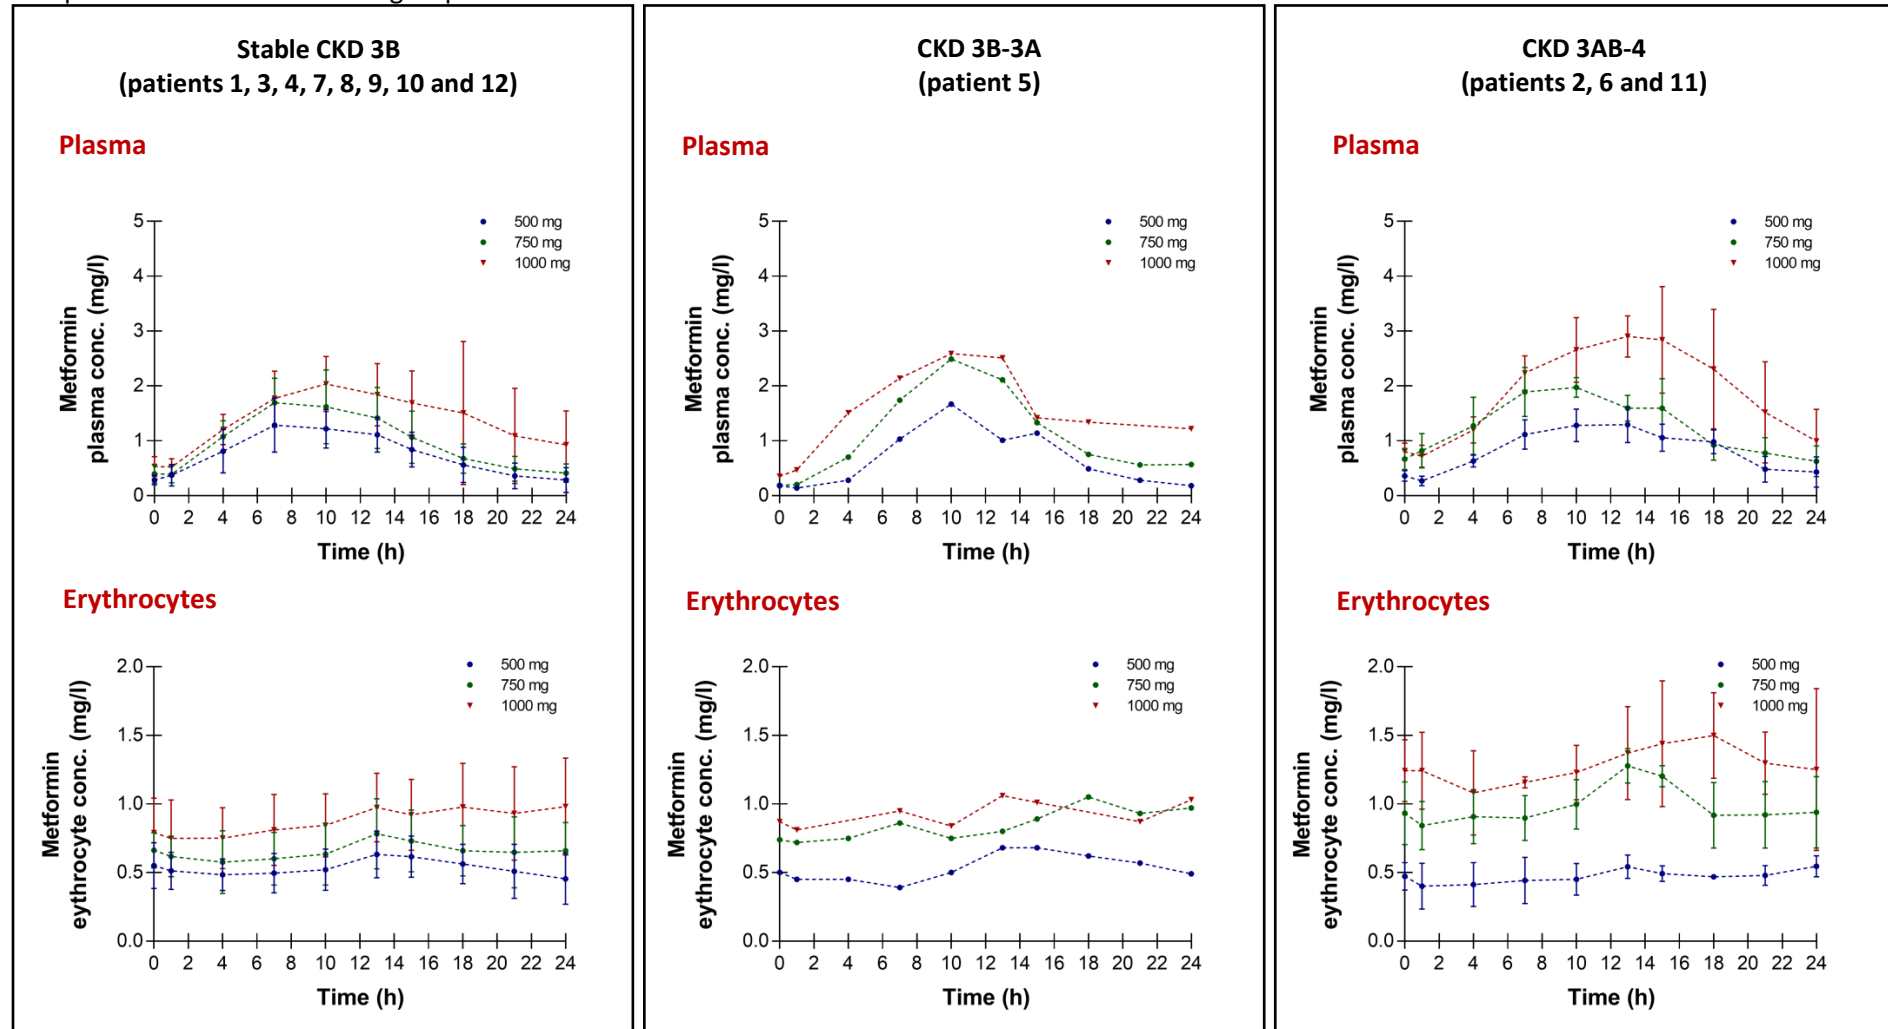 Stable CKD 3B
(patients 1, 3, 4, 7, 8, 9, 10 and 12)
Plasma
Metformin
plasma conc. (mg/l)
5
4
3
2
1
0
500 mg
750 mg
1000 mg
0 2 4 6 8 10 12 14 16 18 20 22 24
Time (h)
Erythrocytes
Metformin
eythrocyte conc. (mg/l)
2.0
1.5
1.0
0.5
0.0
500 mg
750 mg
1000 mg
0 2 4 6 8 10 12 14 16 18 20 22 24
Time (h)
CKD 3B-3A
(patient 5)
Plasma
Metformin
plasma conc. (mg/l)
5
4
3
2
1
0
500 mg
750 mg
1000 mg
0 2 4 6 8 10 12 14 16 18 20 22 24
Time (h)
Erythrocytes
Metformin
eythrocyte conc. (mg/l)
2.0
1.5
1.0
0.5
0.0
500 mg
750 mg
1000 mg
0 2 4 6 8 10 12 14 16 18 20 22 24
Time (h)
CKD 3AB-4
(patients 2, 6 and 11)
Plasma
Metformin
plasma conc. (mg/l)
5
4
3
2
1
0
500 mg
750 mg
1000 mg
0 2 4 6 8 10 12 14 16 18 20 22 24
Time (h)
Erythrocytes
Metformin
eythrocyte conc. (mg/l)
2.0
1.5
1.0
0.5
0.0
500 mg
750 mg
1000 mg
0 2 4 6 8 10 12 14 16 18 20 22 24
Time (h)